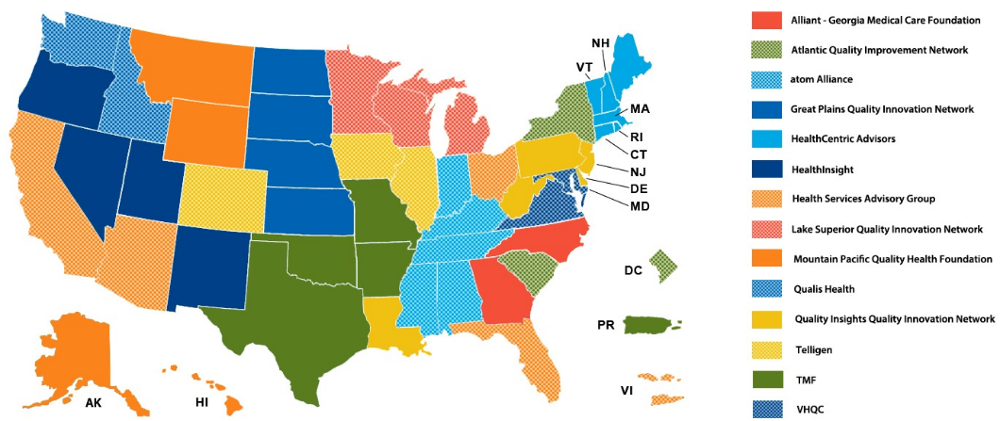 NH
VT
MA
RI
CT
NJ
DE
MD
DC
PR
VI
AK
HI
Alliant - Georgia Medical Care Foundation
Atlantic Quality Improvement Network
atom Alliance
Great Plains Quality Innovation Network
HealthCentric Advisors
HealthInsight
Health Services Advisory Group
Lake Superior Quality Innovation Network
Mountain Pacific Quality Health Foundation
Qualis Health
Quality Insights Quality Innovation Network
Telligen
TMF
VHQC